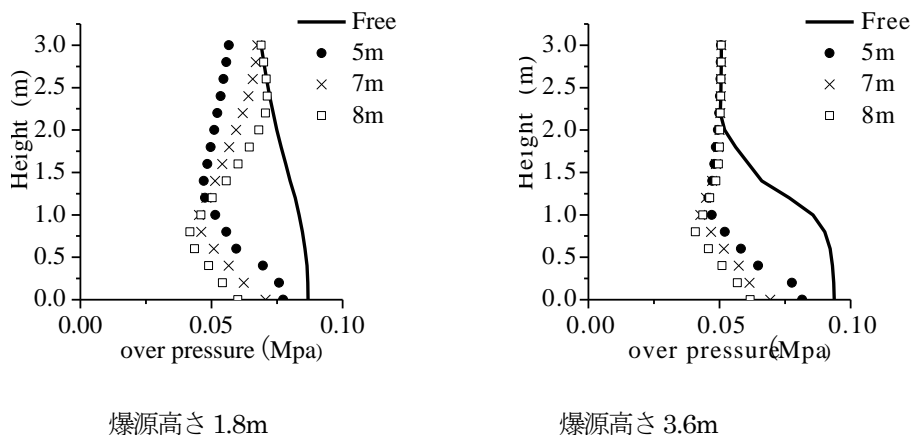 Free
5m
7m
8m
3.0
2.5
2.0
1.5
1.0
0.5
0.0
Height (m)
0.00
0.05
0.10
over pressure (Mpa)
爆源高さ 1.8m
Free
5m
7m
8m
3.0
2.5
2.0
1.5
1.0
0.5
0.0
Height (m)
0.00
0.05
0.10
over pressure(Mpa)
爆源高さ 3.6m